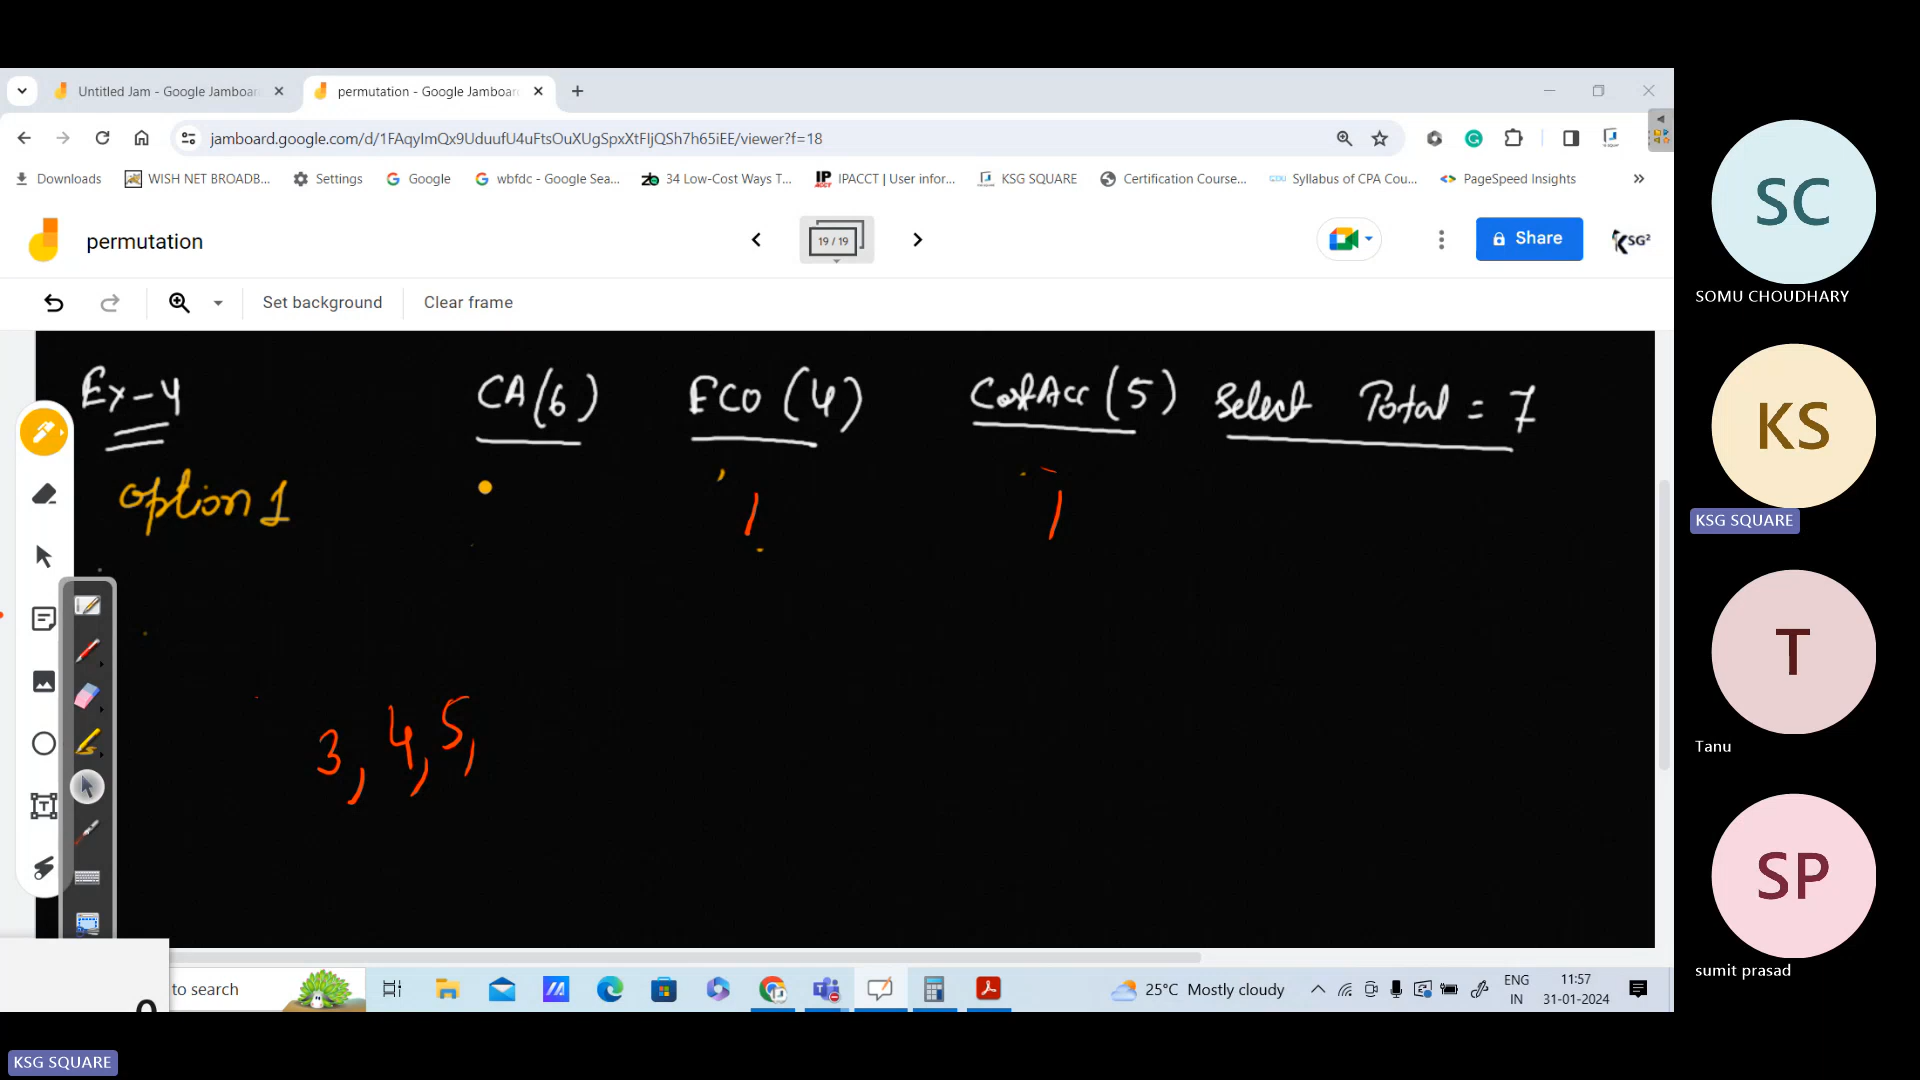 Untitled Jam - Google Jamboar
permutation - Google Jamboar
jamboard.google.com/d/1FAqyImQx9UduufU4uFtsOuXUgSpxXtFIjQSh7h65iEE/viewer?f=18
Downloads WISH NET BROADB... Settings Google wbfdc - Google Sea... 34 Low-Cost Ways T... IPACCT | User infor... KSG SQUARE Certification Course... Syllabus of CPA Cou... PageSpeed Insights
permutation
19 / 19
Share
KSG²
Set background Clear frame
Ex-4 CA(6) ECO (4) CostAcc (5) Select Total = 7
option 1 1 1
3, 4, 5,
to search
25°C Mostly cloudy
ENG
IN
11:57
31-01-2024
SC
SOMU CHOUDHARY
KS
KSG SQUARE
T
Tanu
SP
sumit prasad
KSG SQUARE